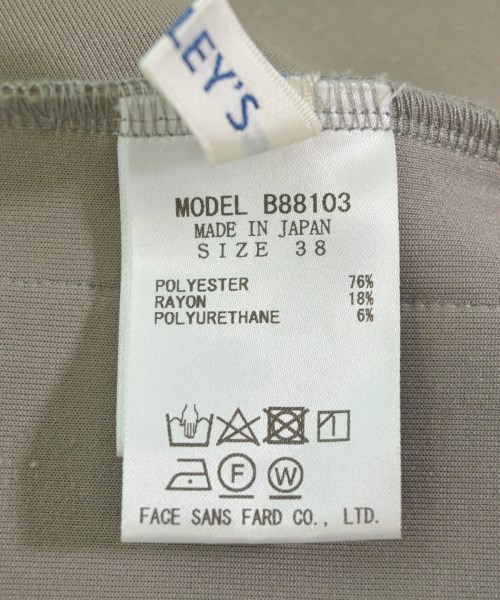 LEY'S
MODEL B88103
MADE IN JAPAN
SIZE 38
POLYESTER 76%
RAYON 18%
POLYURETHANE 6%
F W
FACE SANS FARD CO., LTD.